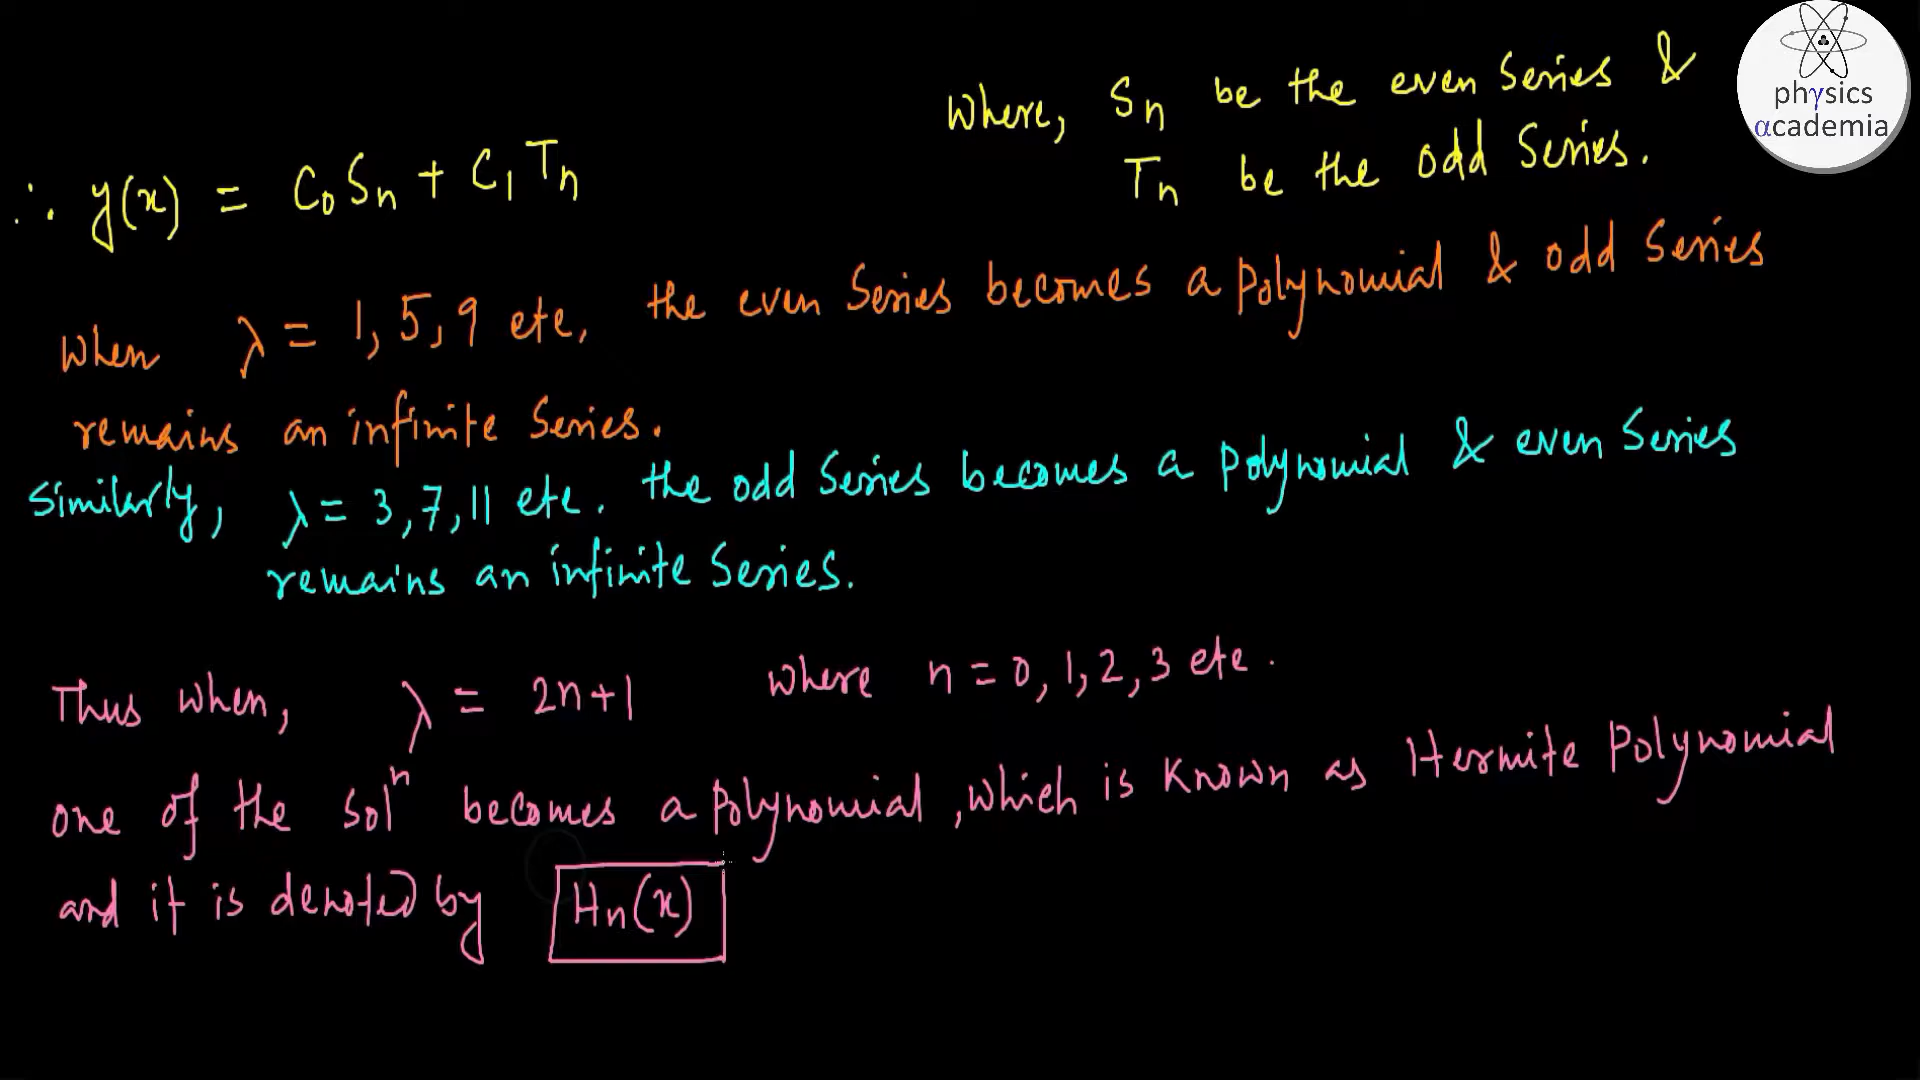 Where, Sn be the even Series &
Tn be the odd Series.
physics
αcademia
∴ y(x) = C₀Sn + C₁Tn
When λ = 1, 5, 9 etc, the even Series becomes a polynomial & odd Series
remains an infinite Series.
Similarly, λ = 3, 7, 11 etc. the odd Series becomes a polynomial & even Series
remains an infinite Series.
Thus when, λ = 2n+1 where n = 0, 1, 2, 3 etc.
one of the solⁿ becomes a polynomial, which is known as Hermite Polynomial
and it is denoted by Hn(x)